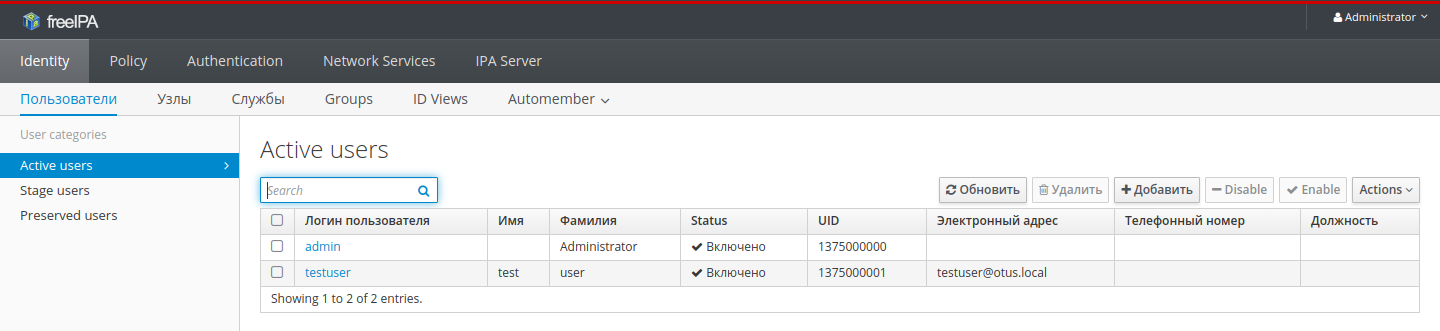 freeIPA Administrator
Identity Policy Authentication Network Services IPA Server
Пользователи Узлы Службы Groups ID Views Automember
User categories
Active users
Stage users
Preserved users
Active users
Search Обновить Удалить Добавить Disable Enable Actions
Логин пользователя Имя Фамилия Status UID Электронный адрес Телефонный номер Должность
admin Administrator Включено 1375000000
testuser test user Включено 1375000001 testuser@otus.local
Showing 1 to 2 of 2 entries.